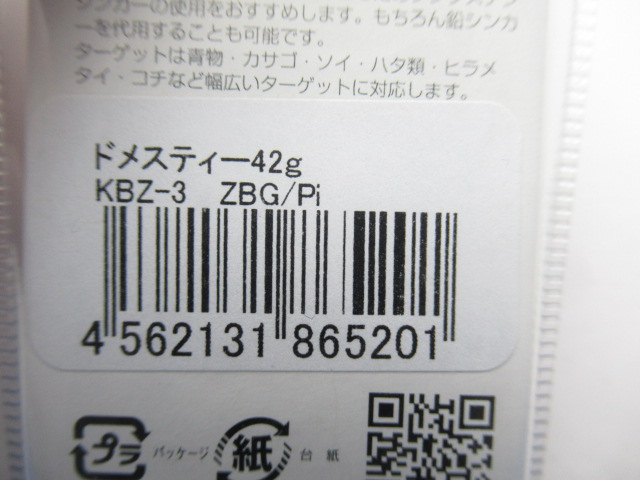 シンカーの使用をおすすめします。もちろん鉛シンカ
ーを代用することも可能です。
ターゲットは青物・カサゴ・ソイ・ハタ類・ヒラメ
タイ・コチなど幅広いターゲットに対応します。
ドメスティー42g
KBZ-3 ZBG/Pi
4 562131 865201
プラ パッケージ 紙 台紙